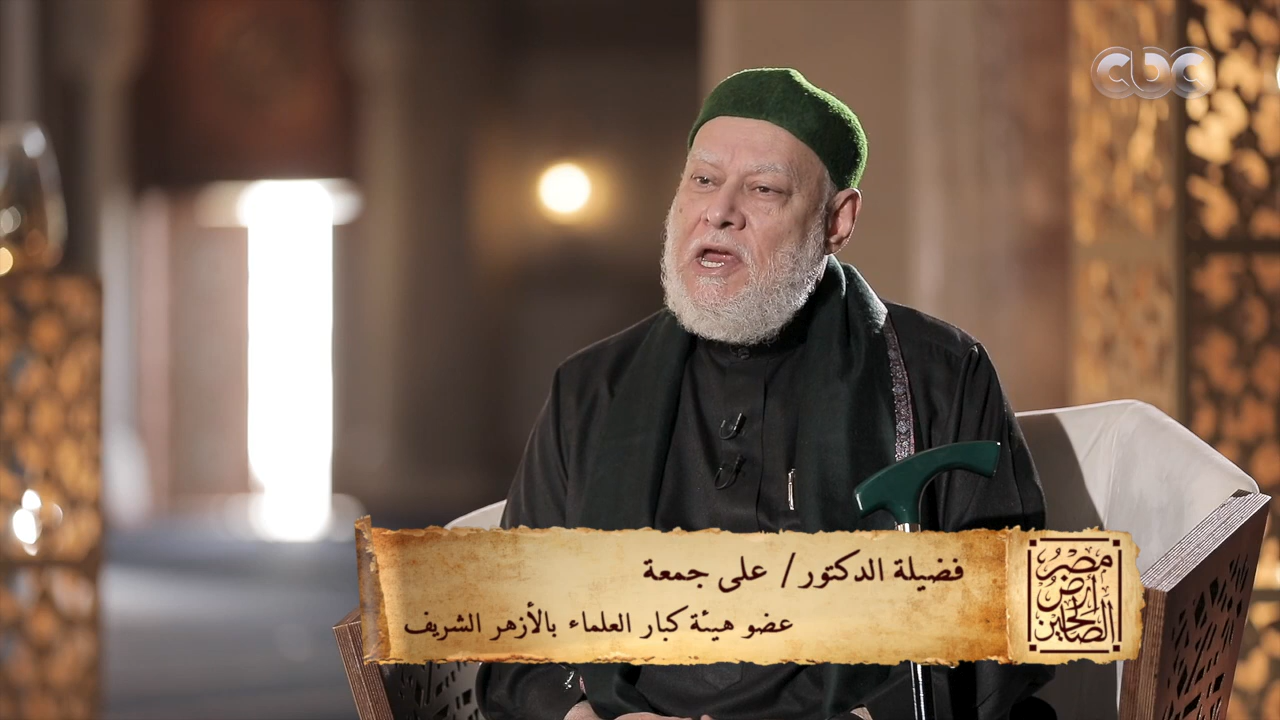 cbc
فضيلة الدكتور/ على جمعة
عضو هيئة كبار العلماء بالأزهر الشريف
مصر
أرض
الصالحين